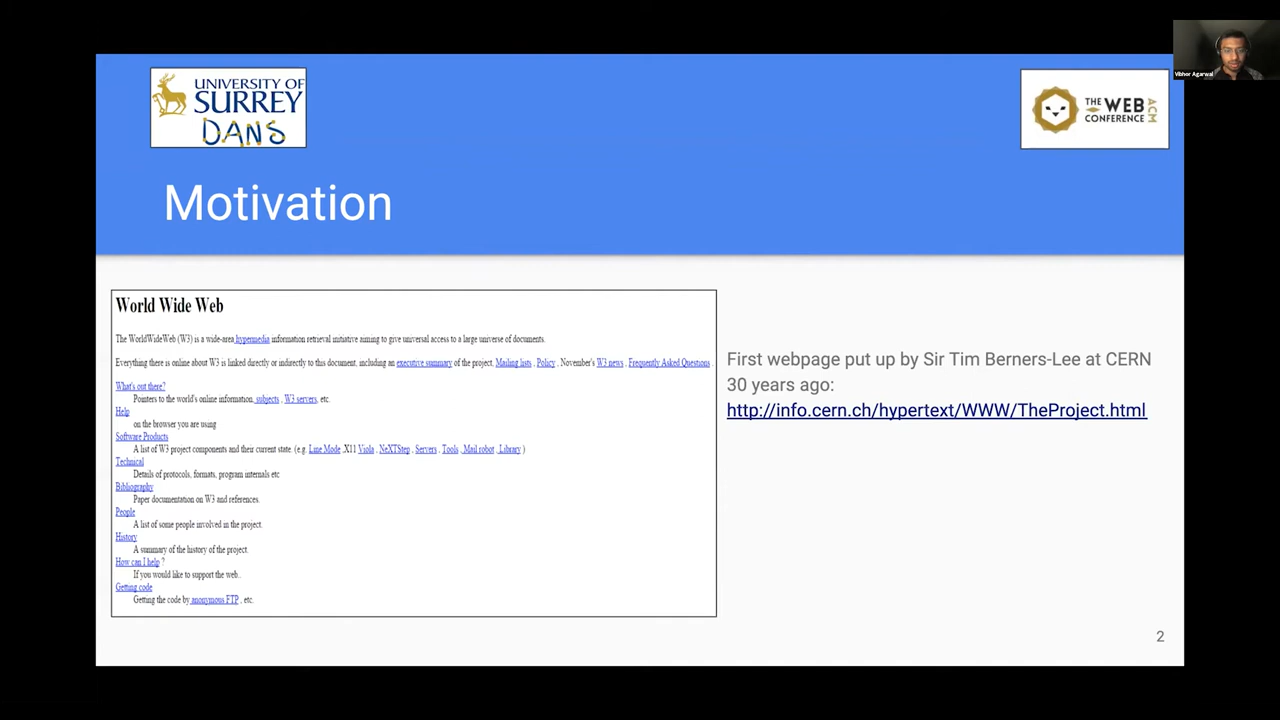 UNIVERSITY OF
SURREY
DANS
THE WEB
CONFERENCE
ACM
Vibhor Agarwal
Motivation
World Wide Web
The WorldWideWeb (W3) is a wide-area hypermedia information retrieval initiative aiming to give universal access to a large universe of documents.
Everything there is online about W3 is linked directly or indirectly to this document, including an executive summary of the project, Mailing lists , Policy , November's W3 news , Frequently Asked Questions .
What's out there?
Pointers to the world's online information, subjects , W3 servers, etc.
Help
on the browser you are using
Software Products
A list of W3 project components and their current state. (e.g. Line Mode ,X11 Viola , NeXTStep , Servers , Tools , Mail robot , Library )
Technical
Details of protocols, formats, program internals etc
Bibliography
Paper documentation on W3 and references.
People
A list of some people involved in the project.
History
A summary of the history of the project.
How can I help ?
If you would like to support the web..
Getting code
Getting the code by anonymous FTP , etc.
First webpage put up by Sir Tim Berners-Lee at CERN
30 years ago:
http://info.cern.ch/hypertext/WWW/TheProject.html
2